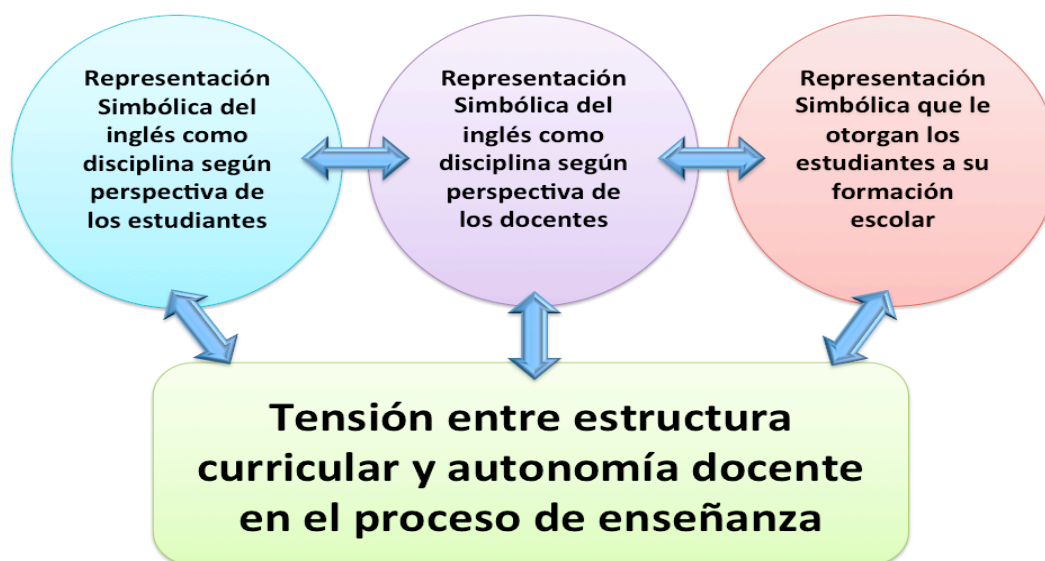 Representación
Simbólica del
inglés como
disciplina según
perspectiva de
los estudiantes
Representación
Simbólica del
inglés como
disciplina según
perspectiva de
los docentes
Representación
Simbólica que le
otorgan los
estudiantes a su
formación
escolar
Tensión entre estructura
curricular y autonomía docente
en el proceso de enseñanza